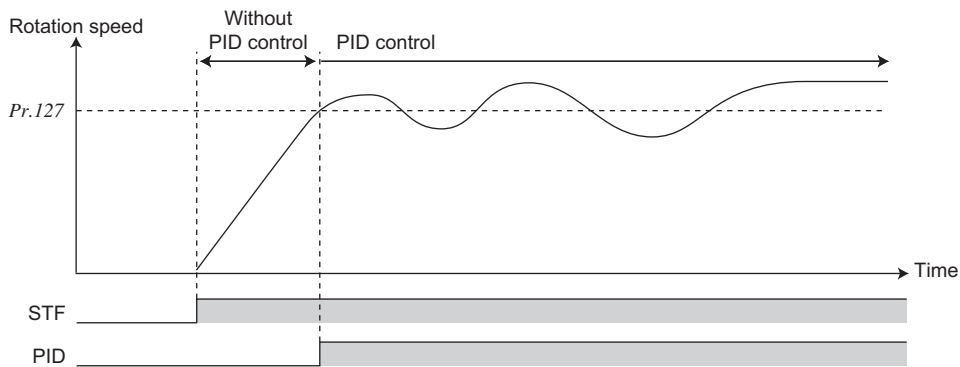 Rotation speed
Without
PID control
PID control
Pr.127
Time
STF
PID